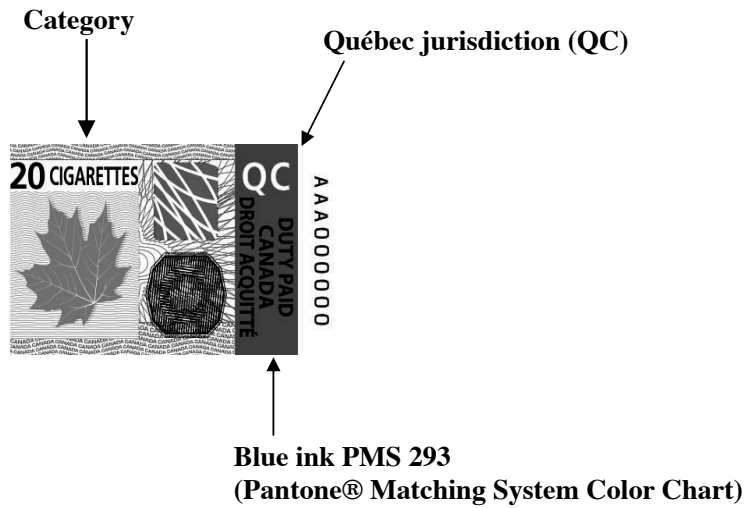 Category
Québec jurisdiction (QC)
20 CIGARETTES
QC
DUTY PAID
CANADA
DROIT ACQUITTÉ
AAA000000
Blue ink PMS 293
(Pantone® Matching System Color Chart)